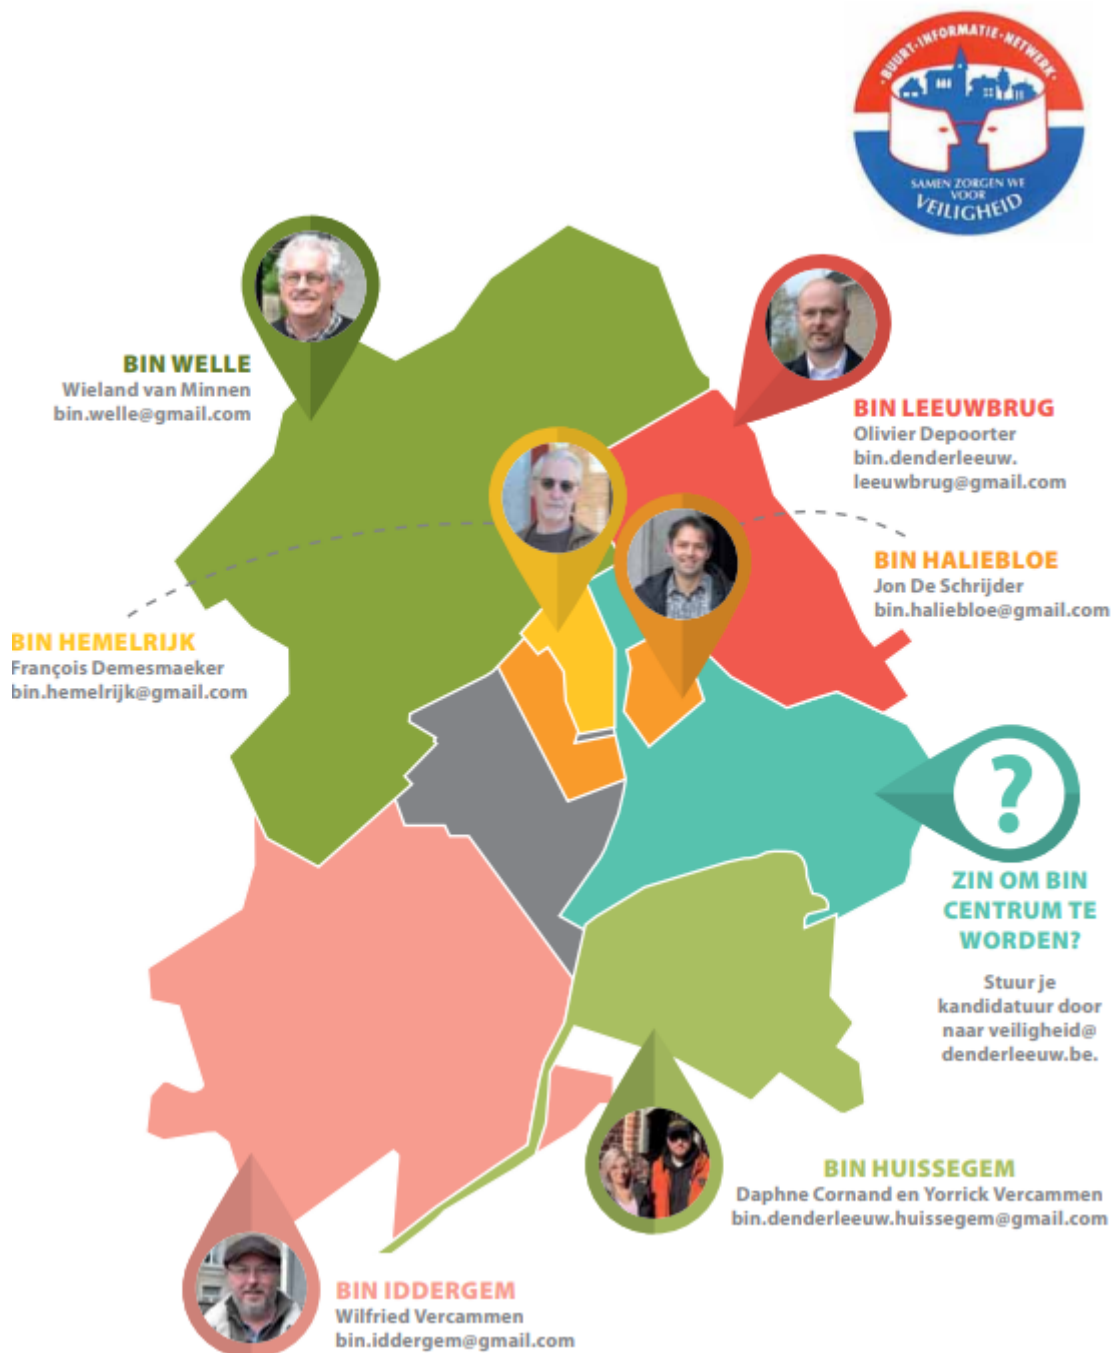 ·BUURT-INFORMATIE-NETWERK·
SAMEN ZORGEN WE
VOOR
VEILIGHEID
BIN WELLE
Wieland van Minnen
bin.welle@gmail.com
BIN LEEUWBRUG
Olivier Depoorter
bin.denderleeuw.
leeuwbrug@gmail.com
BIN HALIEBLOE
Jon De Schrijder
bin.haliebloe@gmail.com
BIN HEMELRIJK
François Demesmaeker
bin.hemelrijk@gmail.com
?
ZIN OM BIN
CENTRUM TE
WORDEN?
Stuur je
kandidatuur door
naar veiligheid@
denderleeuw.be.
BIN HUISSEGEM
Daphne Cornand en Yorrick Vercammen
bin.denderleeuw.huissegem@gmail.com
BIN IDDERGEM
Wilfried Vercammen
bin.iddergem@gmail.com